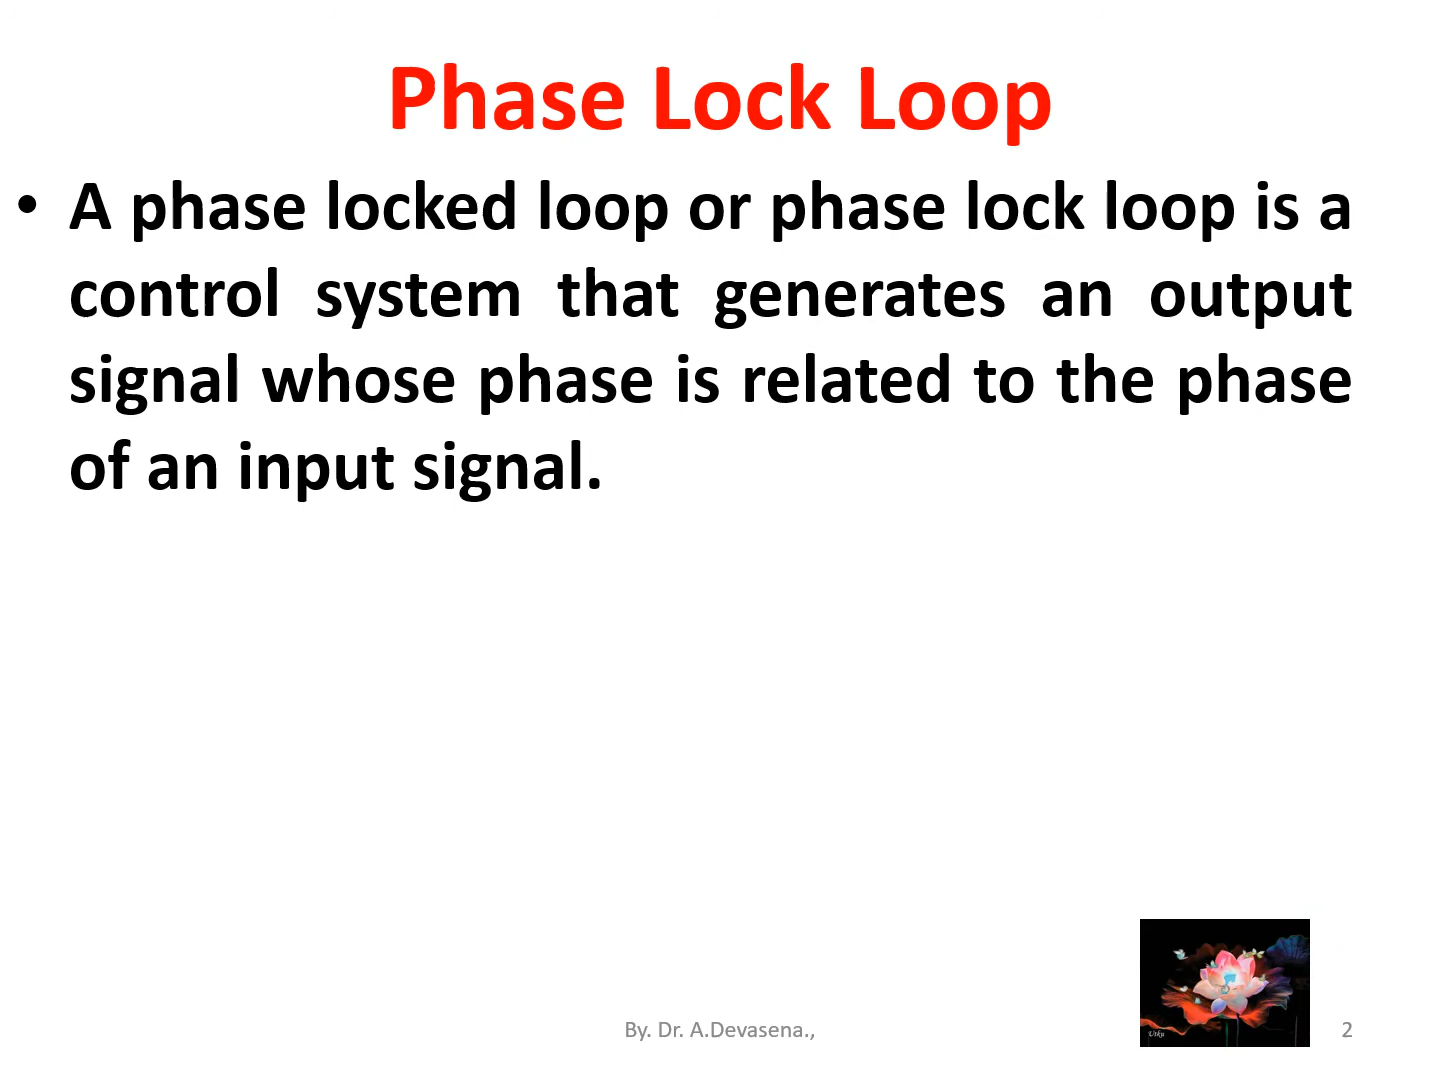 Phase Lock Loop
• A phase locked loop or phase lock loop is a
control system that generates an output
signal whose phase is related to the phase
of an input signal.
Utku
By. Dr. A.Devasena.,
2